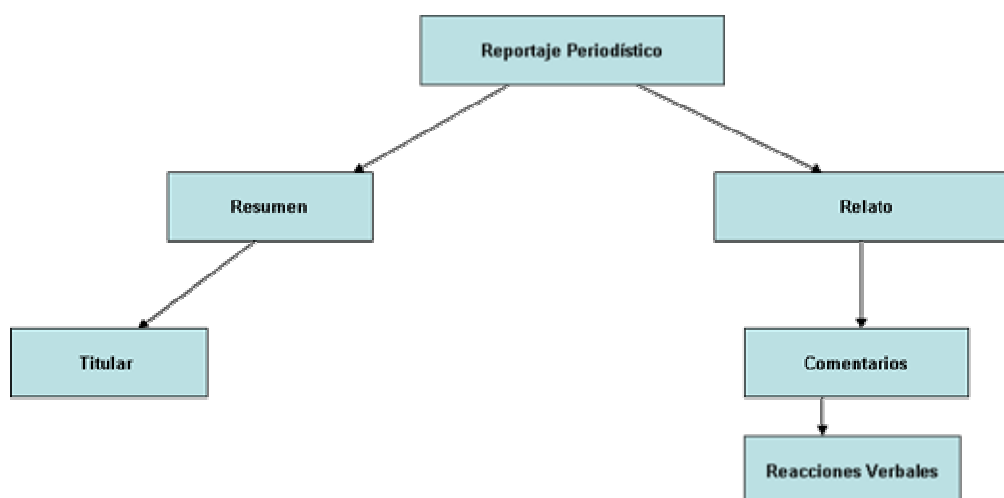 Reportaje Periodístico
Resumen
Relato
Titular
Comentarios
Reacciones Verbales